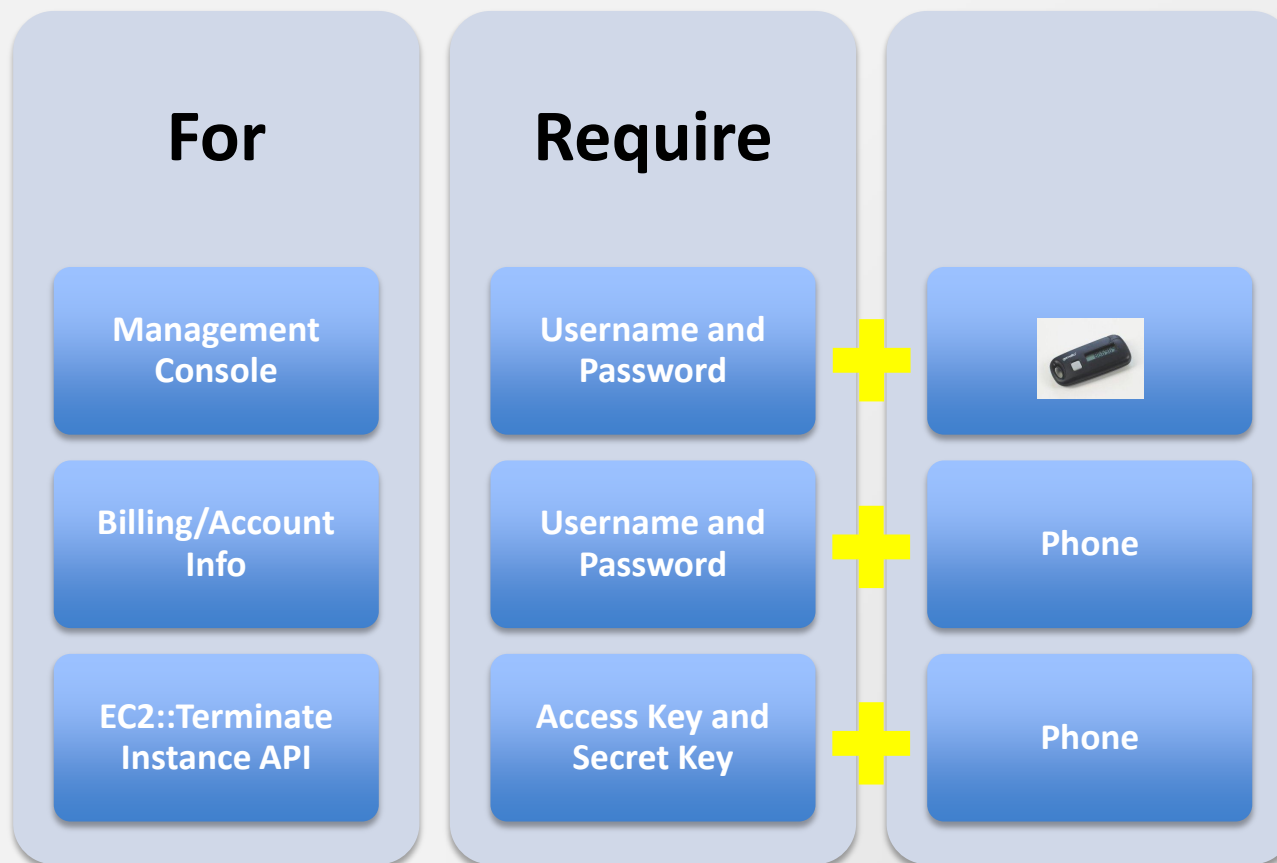 For
Require
Management
Console
Username and
Password
Billing/Account
Info
Username and
Password
Phone
EC2::Terminate
Instance API
Access Key and
Secret Key
Phone